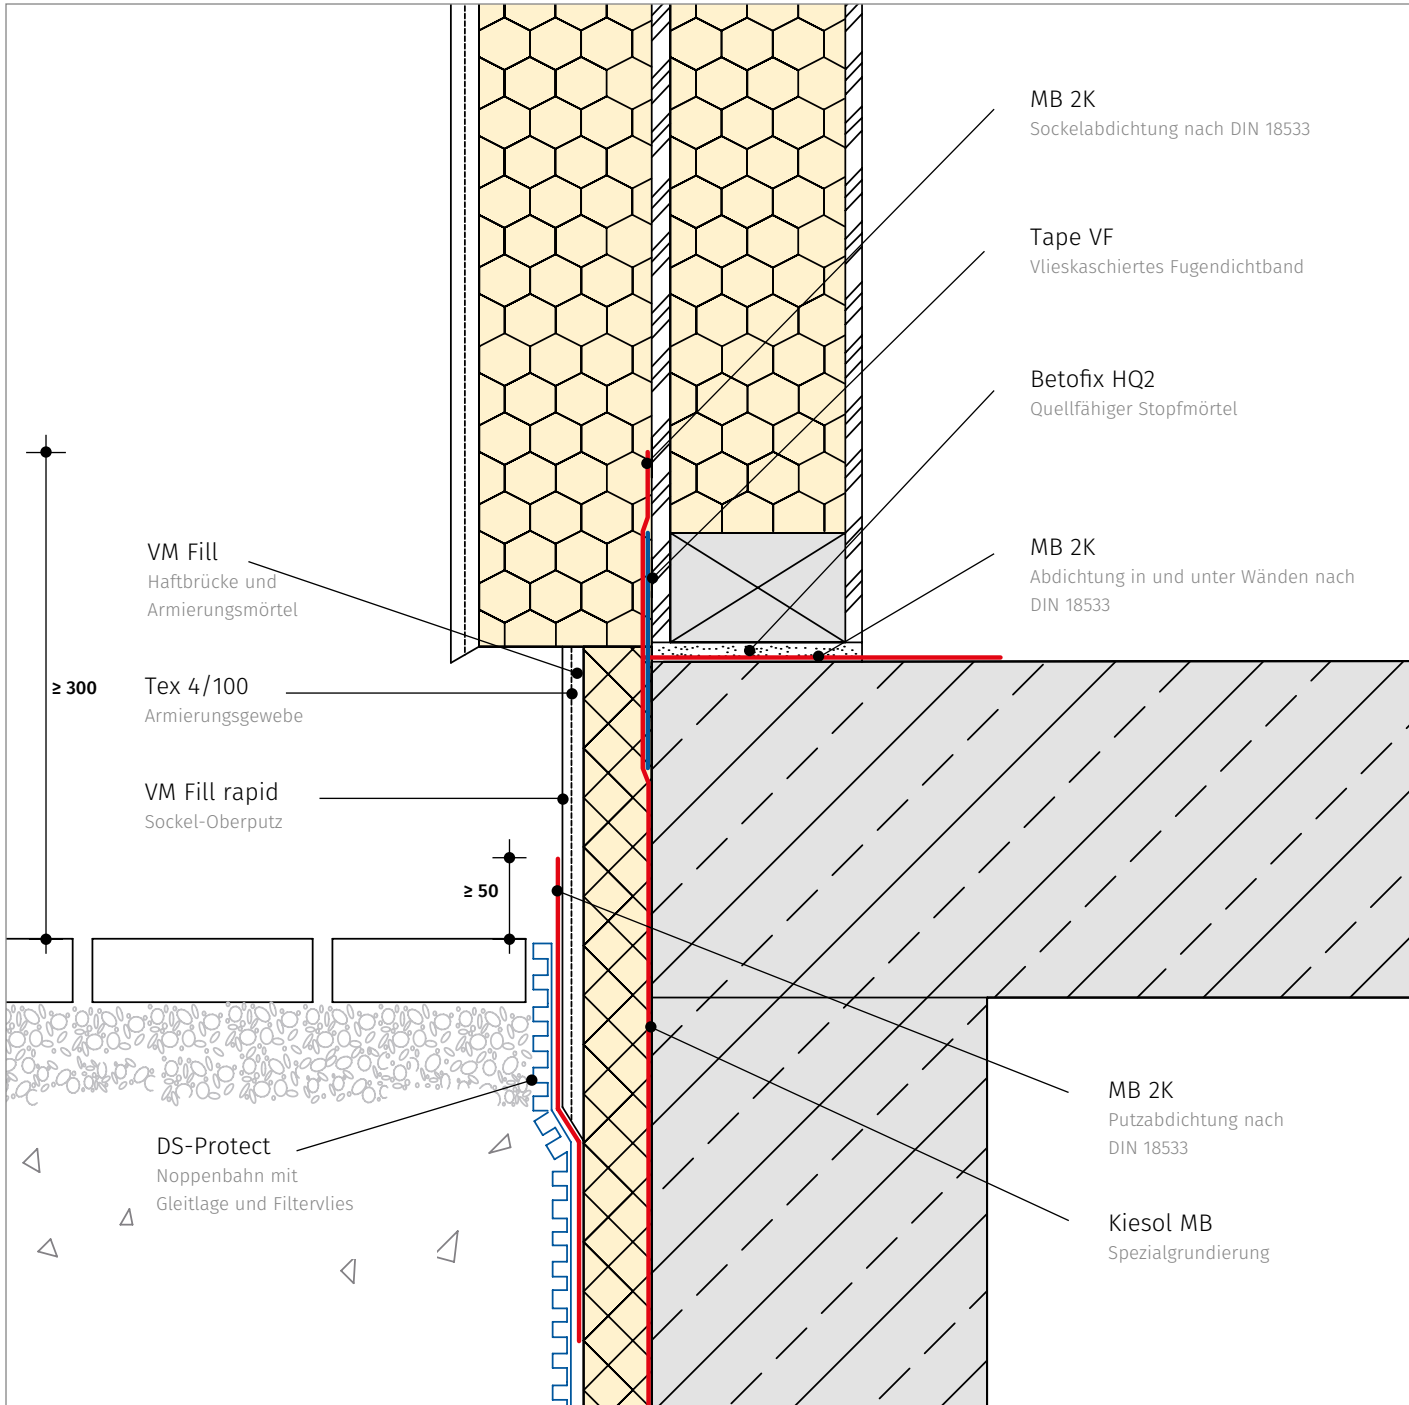 MB 2K
Sockelabdichtung nach DIN 18533
Tape VF
Vlieskaschiertes Fugendichtband
Betofix HQ2
Quellfähiger Stopfmörtel
MB 2K
Abdichtung in und unter Wänden nach
DIN 18533
VM Fill
Haftbrücke und
Armierungsmörtel
≥ 300
Tex 4/100
Armierungsgewebe
VM Fill rapid
Sockel-Oberputz
≥ 50
DS-Protect
Noppenbahn mit
Gleitlage und Filtervlies
MB 2K
Putzabdichtung nach
DIN 18533
Kiesol MB
Spezialgrundierung